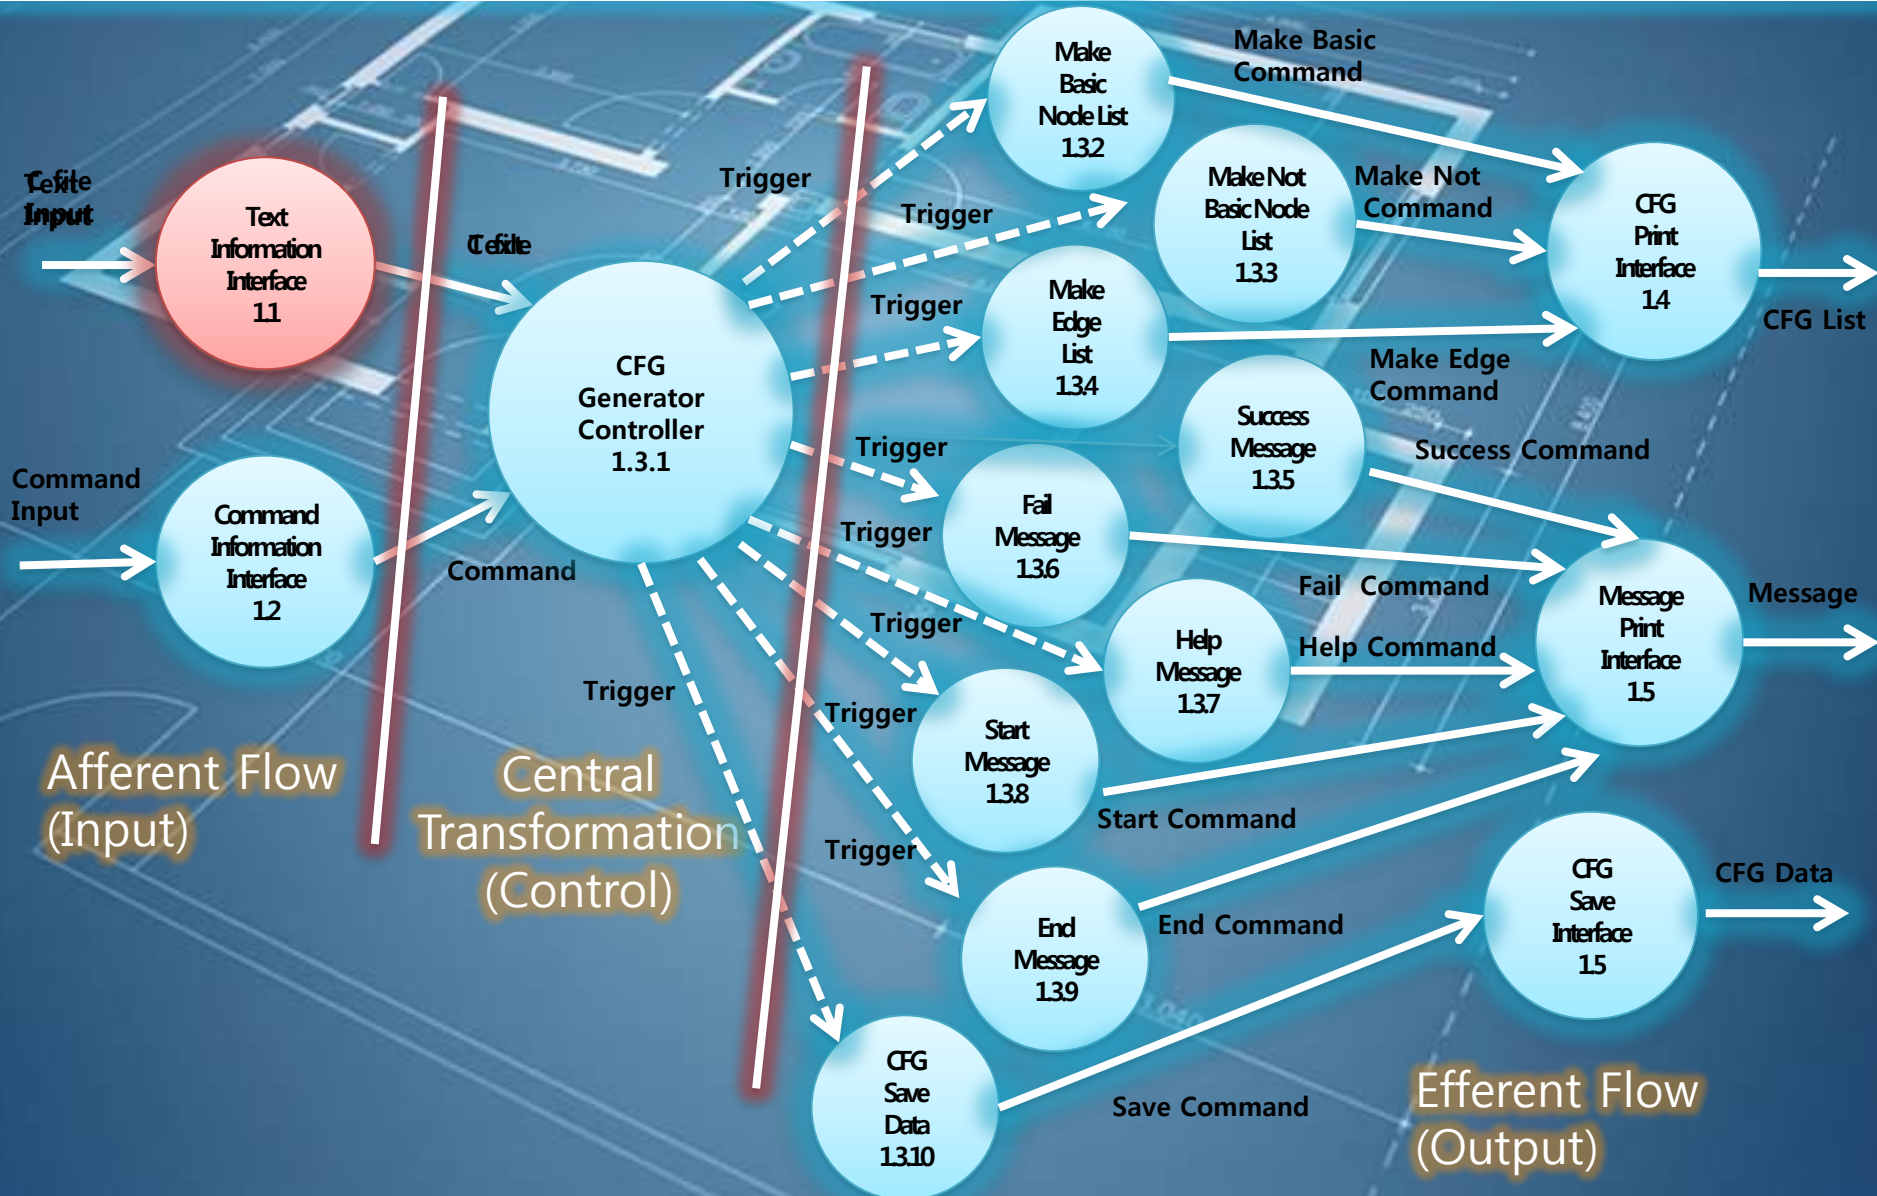 Make
Basic
Node List
1.3.2
Make Basic
Command
C file
Input
Text
Input
Text
Information
Interface
1.1
C file
Text
Trigger
Trigger
Make Not
Basic Node
List
1.3.3
Make Not
Command
CFG
Print
Interface
1.4
CFG List
CFG
Generator
Controller
1.3.1
Trigger
Make
Edge
List
1.3.4
Make Edge
Command
Trigger
Success
Message
1.3.5
Success Command
Command
Input
Command
Information
Interface
1.2
Command
Trigger
Fail
Message
1.3.6
Fail Command
Message
Print
Interface
1.5
Message
Trigger
Help
Message
1.3.7
Help Command
Trigger
Trigger
Start
Message
1.3.8
Start Command
Afferent Flow
(Input)
Central
Transformation
(Control)
Trigger
End
Message
1.3.9
End Command
CFG
Save
Interface
1.5
CFG Data
CFG
Save
Data
1.3.10
Save Command
Efferent Flow
(Output)